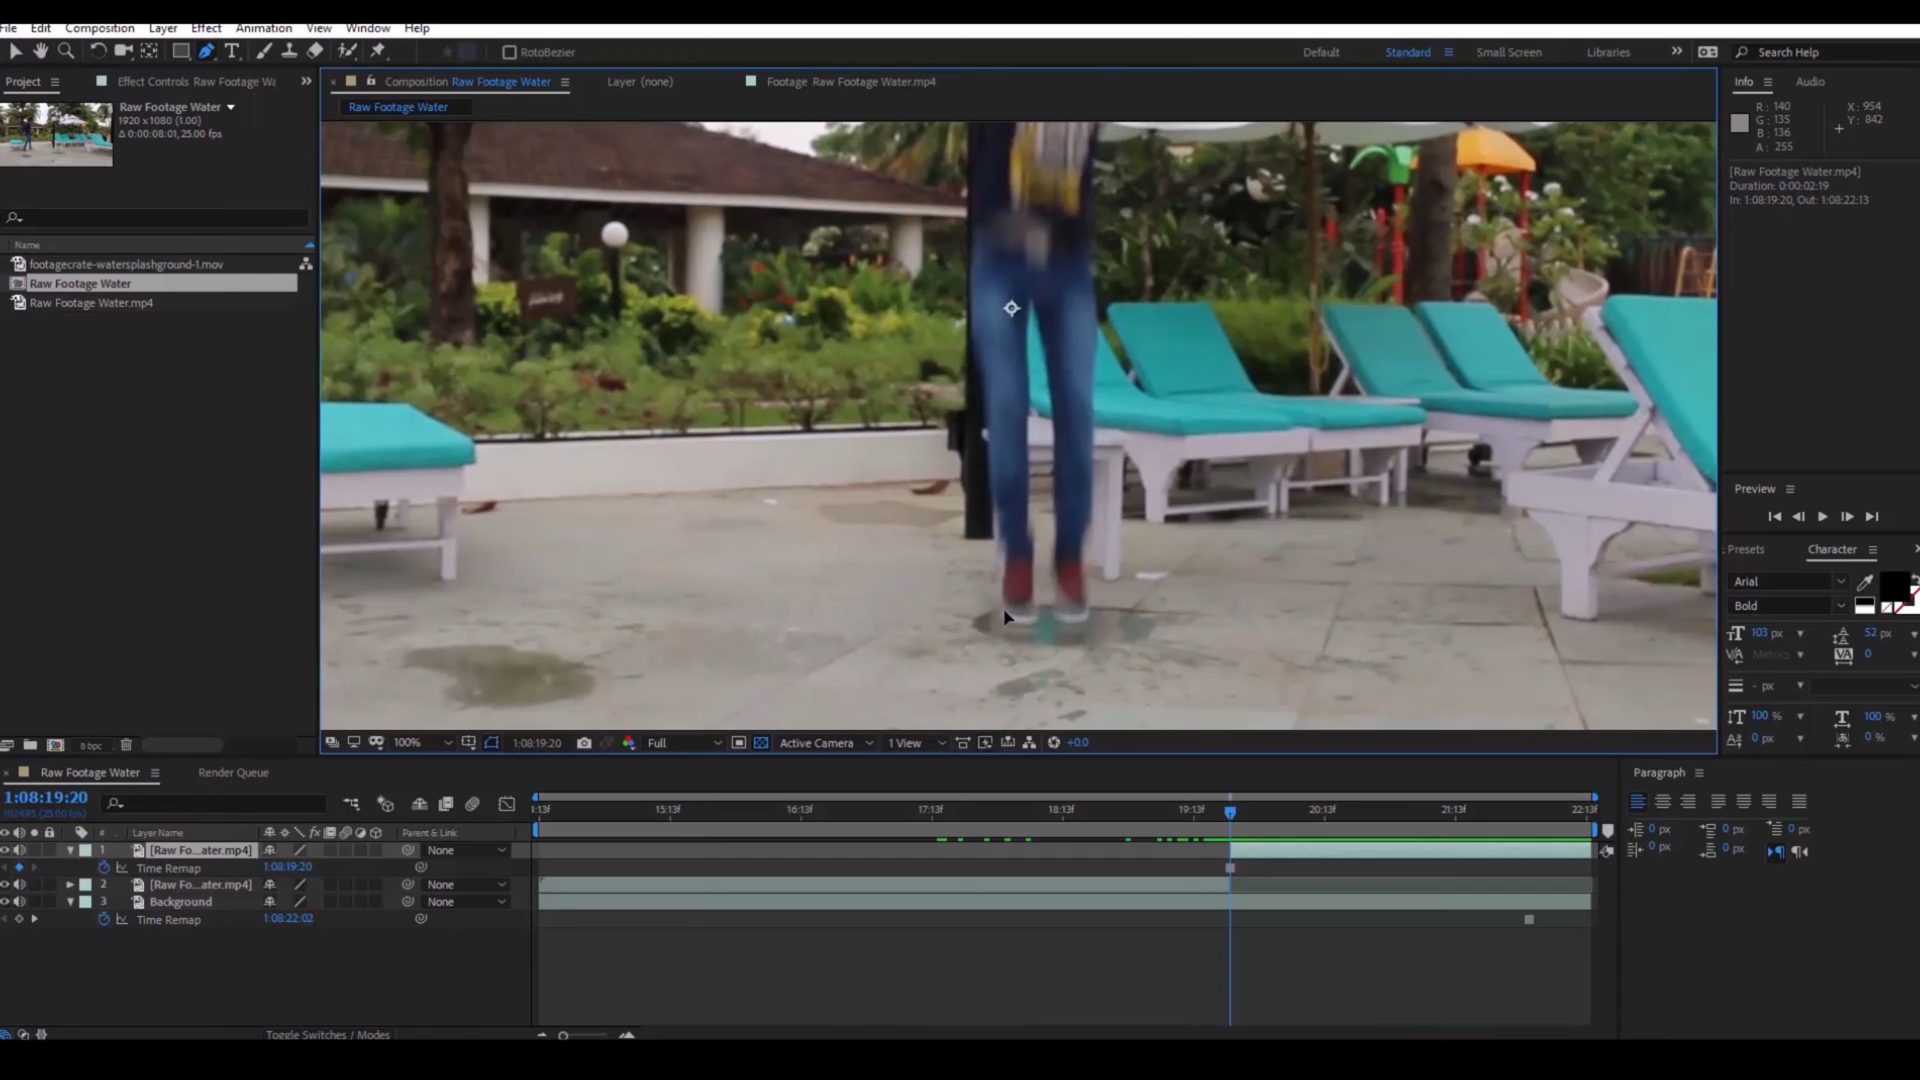 File Edit Composition Layer Effect Animation View Window Help
RotoBezier Default Standard Small Screen Libraries Search Help
Project Effect Controls Raw Footage Wa
Composition Raw Footage Water Layer (none) Footage Raw Footage Water.mp4
Info Audio
Raw Footage Water
1920 x 1080 (1.00)
Δ 0:00:08:01, 25.00 fps
Raw Footage Water
R: 140
G: 135
B: 136
A: 255
X: 954
Y: 842
[Raw Footage Water.mp4]
Duration: 0:00:02:19
In: 1:08:19:20, Out: 1:08:22:13
Name
footagecrate-watersplashground-1.mov
Raw Footage Water
Raw Footage Water.mp4
8 bpc
100% 1:08:19:20 Full Active Camera 1 View +0.0
Preview
Presets Character
Arial
Bold
103 px 52 px
Metrics 0
- px
100 % 100 %
0 px 0 %
Raw Footage Water Render Queue
1:08:19:20
102495 (25.00 fps)
# Layer Name Parent & Link
1 [Raw Fo...ater.mp4] None
Time Remap 1:08:19:20
2 [Raw Fo...ater.mp4] None
3 Background None
Time Remap 1:08:22:02
15:13f 16:13f 17:13f 18:13f 19:13f 20:13f 21:13f 22:13f
Toggle Switches / Modes
Paragraph
0 px 0 px 0 px
0 px 0 px